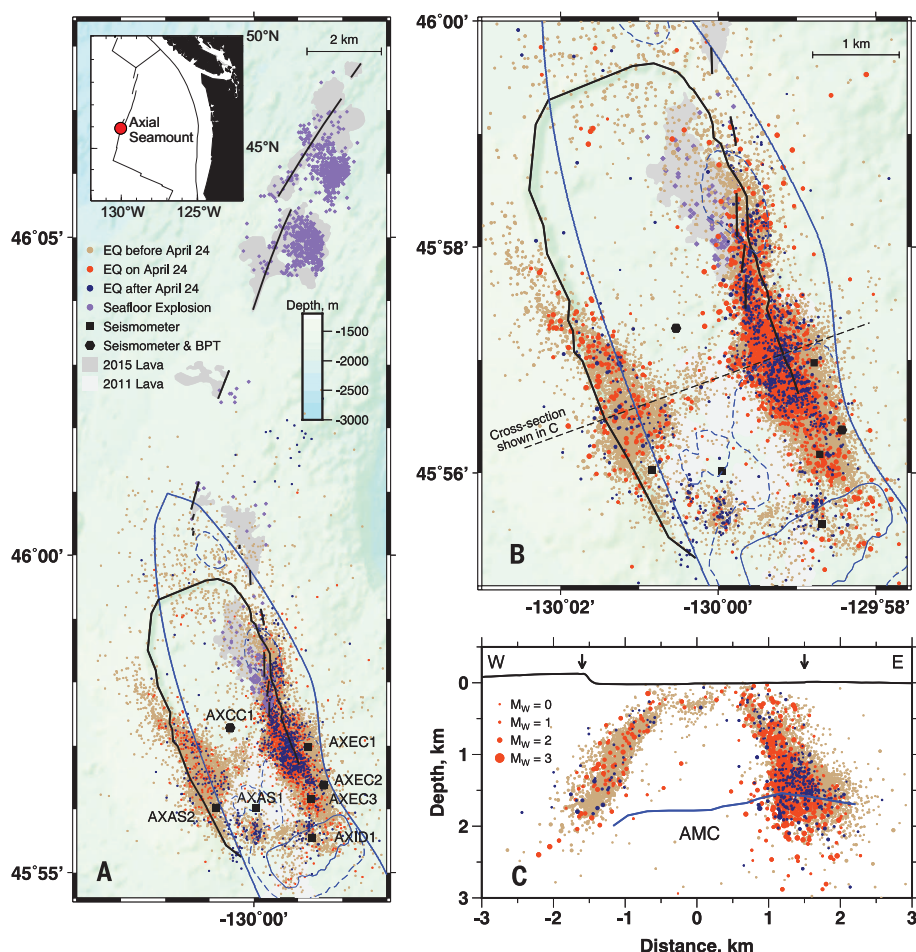 50°N
45°N
130°W
125°W
Axial
Seamount
2 km
46°05'
46°00'
45°55'
-130°00'
EQ before April 24
EQ on April 24
EQ after April 24
Seafloor Explosion
Seismometer
Seismometer & BPT
2015 Lava
2011 Lava
Depth, m
-1500
-2000
-2500
-3000
AXCC1
AXEC1
AXEC2
AXEC3
AXAS1
AXAS2
AXID1
A
46°00'
45°58'
45°56'
1 km
Cross-section
shown in C
B
-130°02'
-130°00'
-129°58'
W
E
0
1
2
3
Depth, km
Mw = 0
Mw = 1
Mw = 2
Mw = 3
AMC
C
-3
-2
-1
0
1
2
3
Distance, km